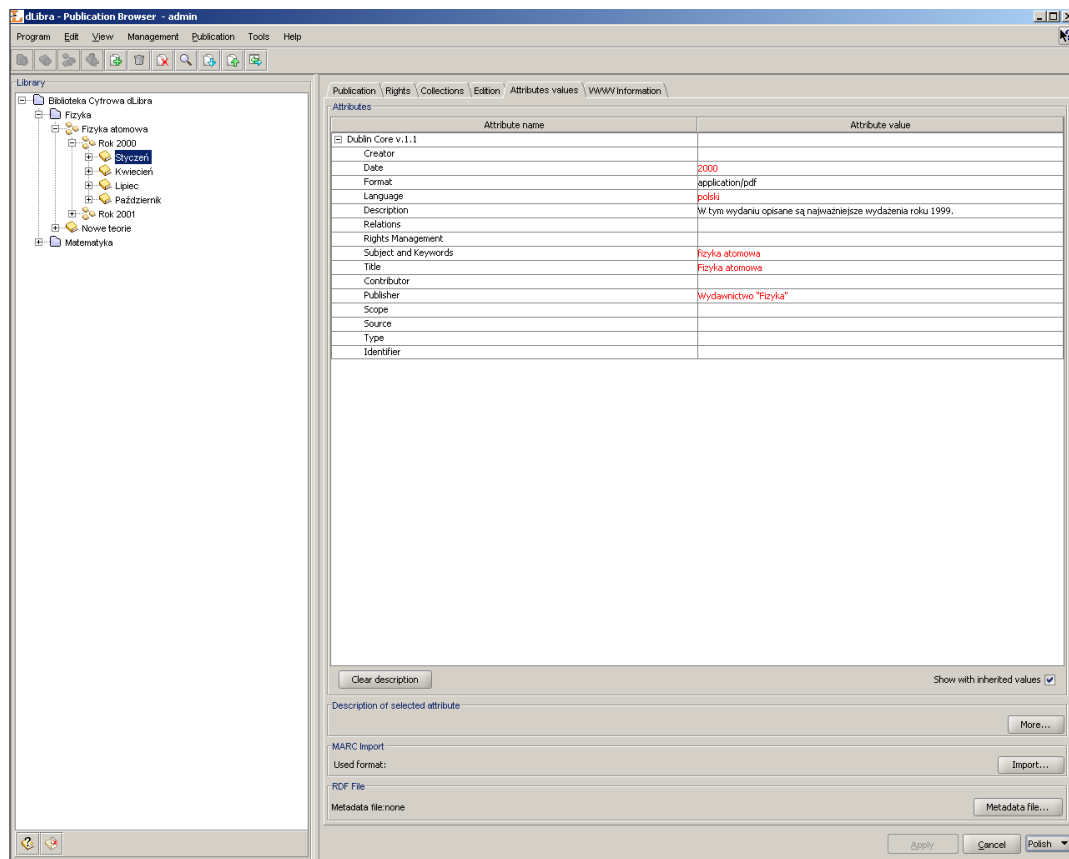 dLibra - Publication Browser - admin
Program Edit View Management Publication Tools Help
Library
Biblioteka Cyfrowa dLibra
Fizyka
Fizyka atomowa
Rok 2000
Styczeń
Kwiecień
Lipiec
Październik
Rok 2001
Nowe teorie
Matematyka
Publication Rights Collections Edition Attributes values WWW Information
Attributes
Attribute name Attribute value
Dublin Core v.1.1
Creator
Date 2000
Format application/pdf
Language polski
Description W tym wydaniu opisane są najważniejsze wydażenia roku 1999.
Relations
Rights Management
Subject and Keywords fizyka atomowa
Title Fizyka atomowa
Contributor
Publisher Wydawnictwo "Fizyka"
Scope
Source
Type
Identifier
Clear description Show with inherited values
Description of selected attribute
More...
MARC Import
Used format: Import...
RDF File
Metadata file:none Metadata file...
Apply Cancel Polish